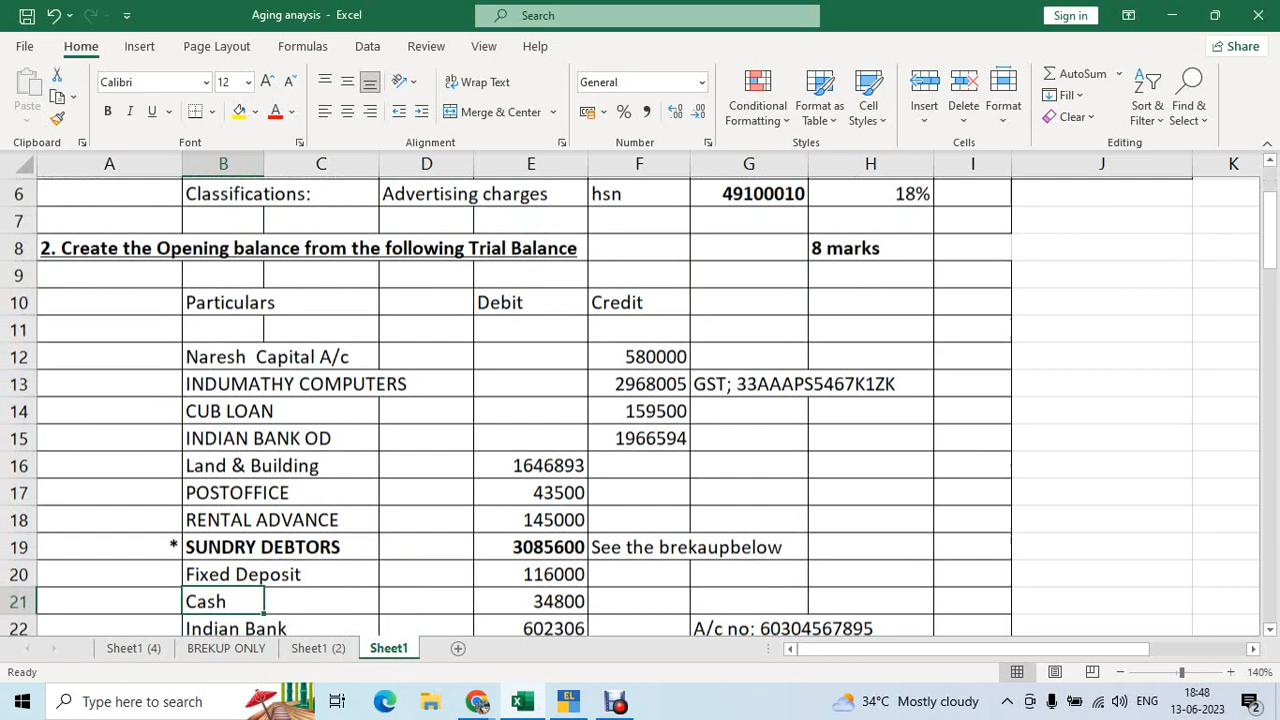 Aging anaysis - Excel
Search
Sign in
File Home Insert Page Layout Formulas Data Review View Help
Share
Paste
Calibri 12
B I U
Wrap Text
Merge & Center
General
Conditional Formatting
Format as Table
Cell Styles
Insert Delete Format
AutoSum
Fill
Clear
Sort & Filter
Find & Select
Clipboard Font Alignment Number Styles Cells Editing
A B C D E F G H I J K
6 Classifications: Advertising charges hsn 49100010 18%
7
8 2. Create the Opening balance from the following Trial Balance 8 marks
9
10 Particulars Debit Credit
11
12 Naresh Capital A/c 580000
13 INDUMATHY COMPUTERS 2968005 GST; 33AAAPS5467K1ZK
14 CUB LOAN 159500
15 INDIAN BANK OD 1966594
16 Land & Building 1646893
17 POSTOFFICE 43500
18 RENTAL ADVANCE 145000
19 * SUNDRY DEBTORS 3085600 See the brekaupbelow
20 Fixed Deposit 116000
21 Cash 34800
22 Indian Bank 602306 A/c no: 60304567895
Sheet1 (4) BREKUP ONLY Sheet1 (2) Sheet1
Ready
140%
Type here to search
34°C Mostly cloudy
ENG
18:48
13-06-2023
2